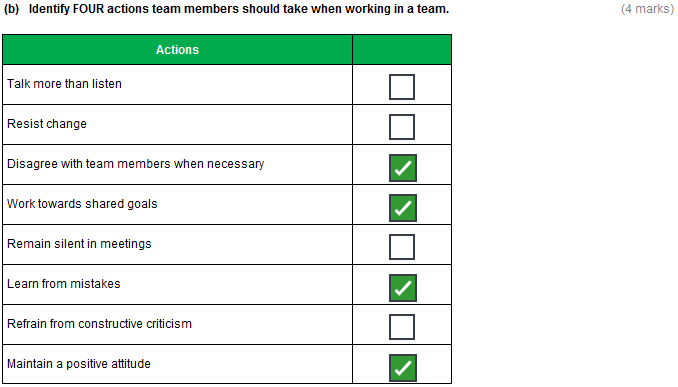 (b) Identify FOUR actions team members should take when working in a team. (4 marks)
Actions
Talk more than listen
Resist change
Disagree with team members when necessary
Work towards shared goals
Remain silent in meetings
Learn from mistakes
Refrain from constructive criticism
Maintain a positive attitude